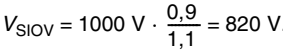 V_SIOV = 1000 V · 0,9/1,1 = 820 V.